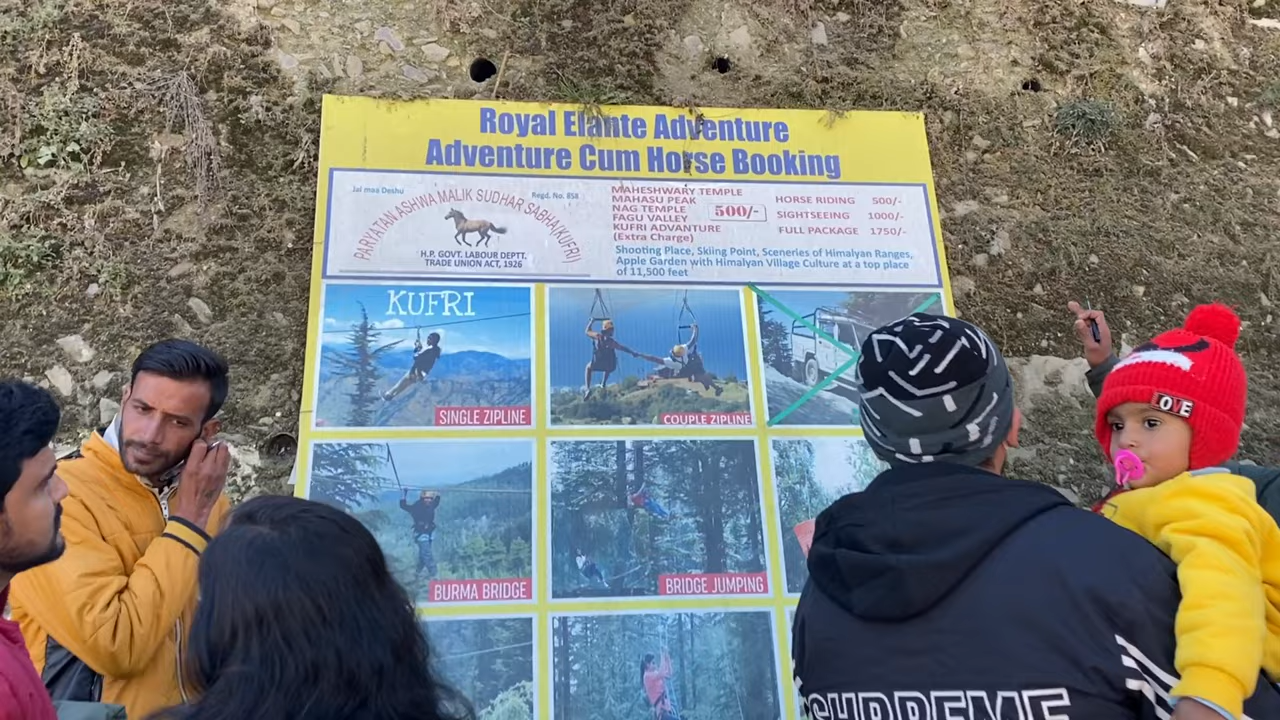 Royal Elante Adventure
Adventure Cum Horse Booking
Jai maa Deshu
Regd. No. 858
PARYATAN ASHWA MALIK SUDHAR SABHA(KUFRI)
H.P. GOVT. LABOUR DEPTT.
TRADE UNION ACT, 1926
MAHESHWARY TEMPLE
MAHASU PEAK
NAG TEMPLE
FAGU VALLEY
KUFRI ADVANTURE
(Extra Charge)
500/-
HORSE RIDING 500/-
SIGHTSEEING 1000/-
FULL PACKAGE 1750/-
Shooting Place, Skiing Point, Sceneries of Himalyan Ranges,
Apple Garden with Himalyan Village Culture at a top place
of 11,500 feet
KUFRI
SINGLE ZIPLINE
COUPLE ZIPLINE
BURMA BRIDGE
BRIDGE JUMPING
LOVE
SUPREME